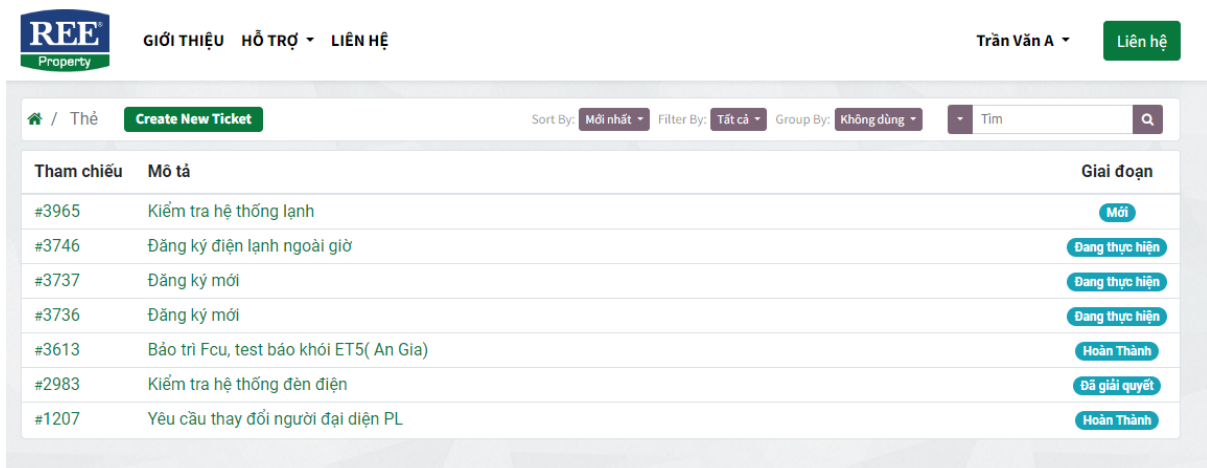 REE®
Property
GIỚI THIỆU HỖ TRỢ LIÊN HỆ Trần Văn A Liên hệ
/ Thẻ Create New Ticket Sort By: Mới nhất Filter By: Tất cả Group By: Không dùng Tìm
Tham chiếu Mô tả Giai đoạn
#3965 Kiểm tra hệ thống lạnh Mới
#3746 Đăng ký điện lạnh ngoài giờ Đang thực hiện
#3737 Đăng ký mới Đang thực hiện
#3736 Đăng ký mới Đang thực hiện
#3613 Bảo trì Fcu, test báo khói ET5( An Gia) Hoàn Thành
#2983 Kiểm tra hệ thống đèn điện Đã giải quyết
#1207 Yêu cầu thay đổi người đại diện PL Hoàn Thành